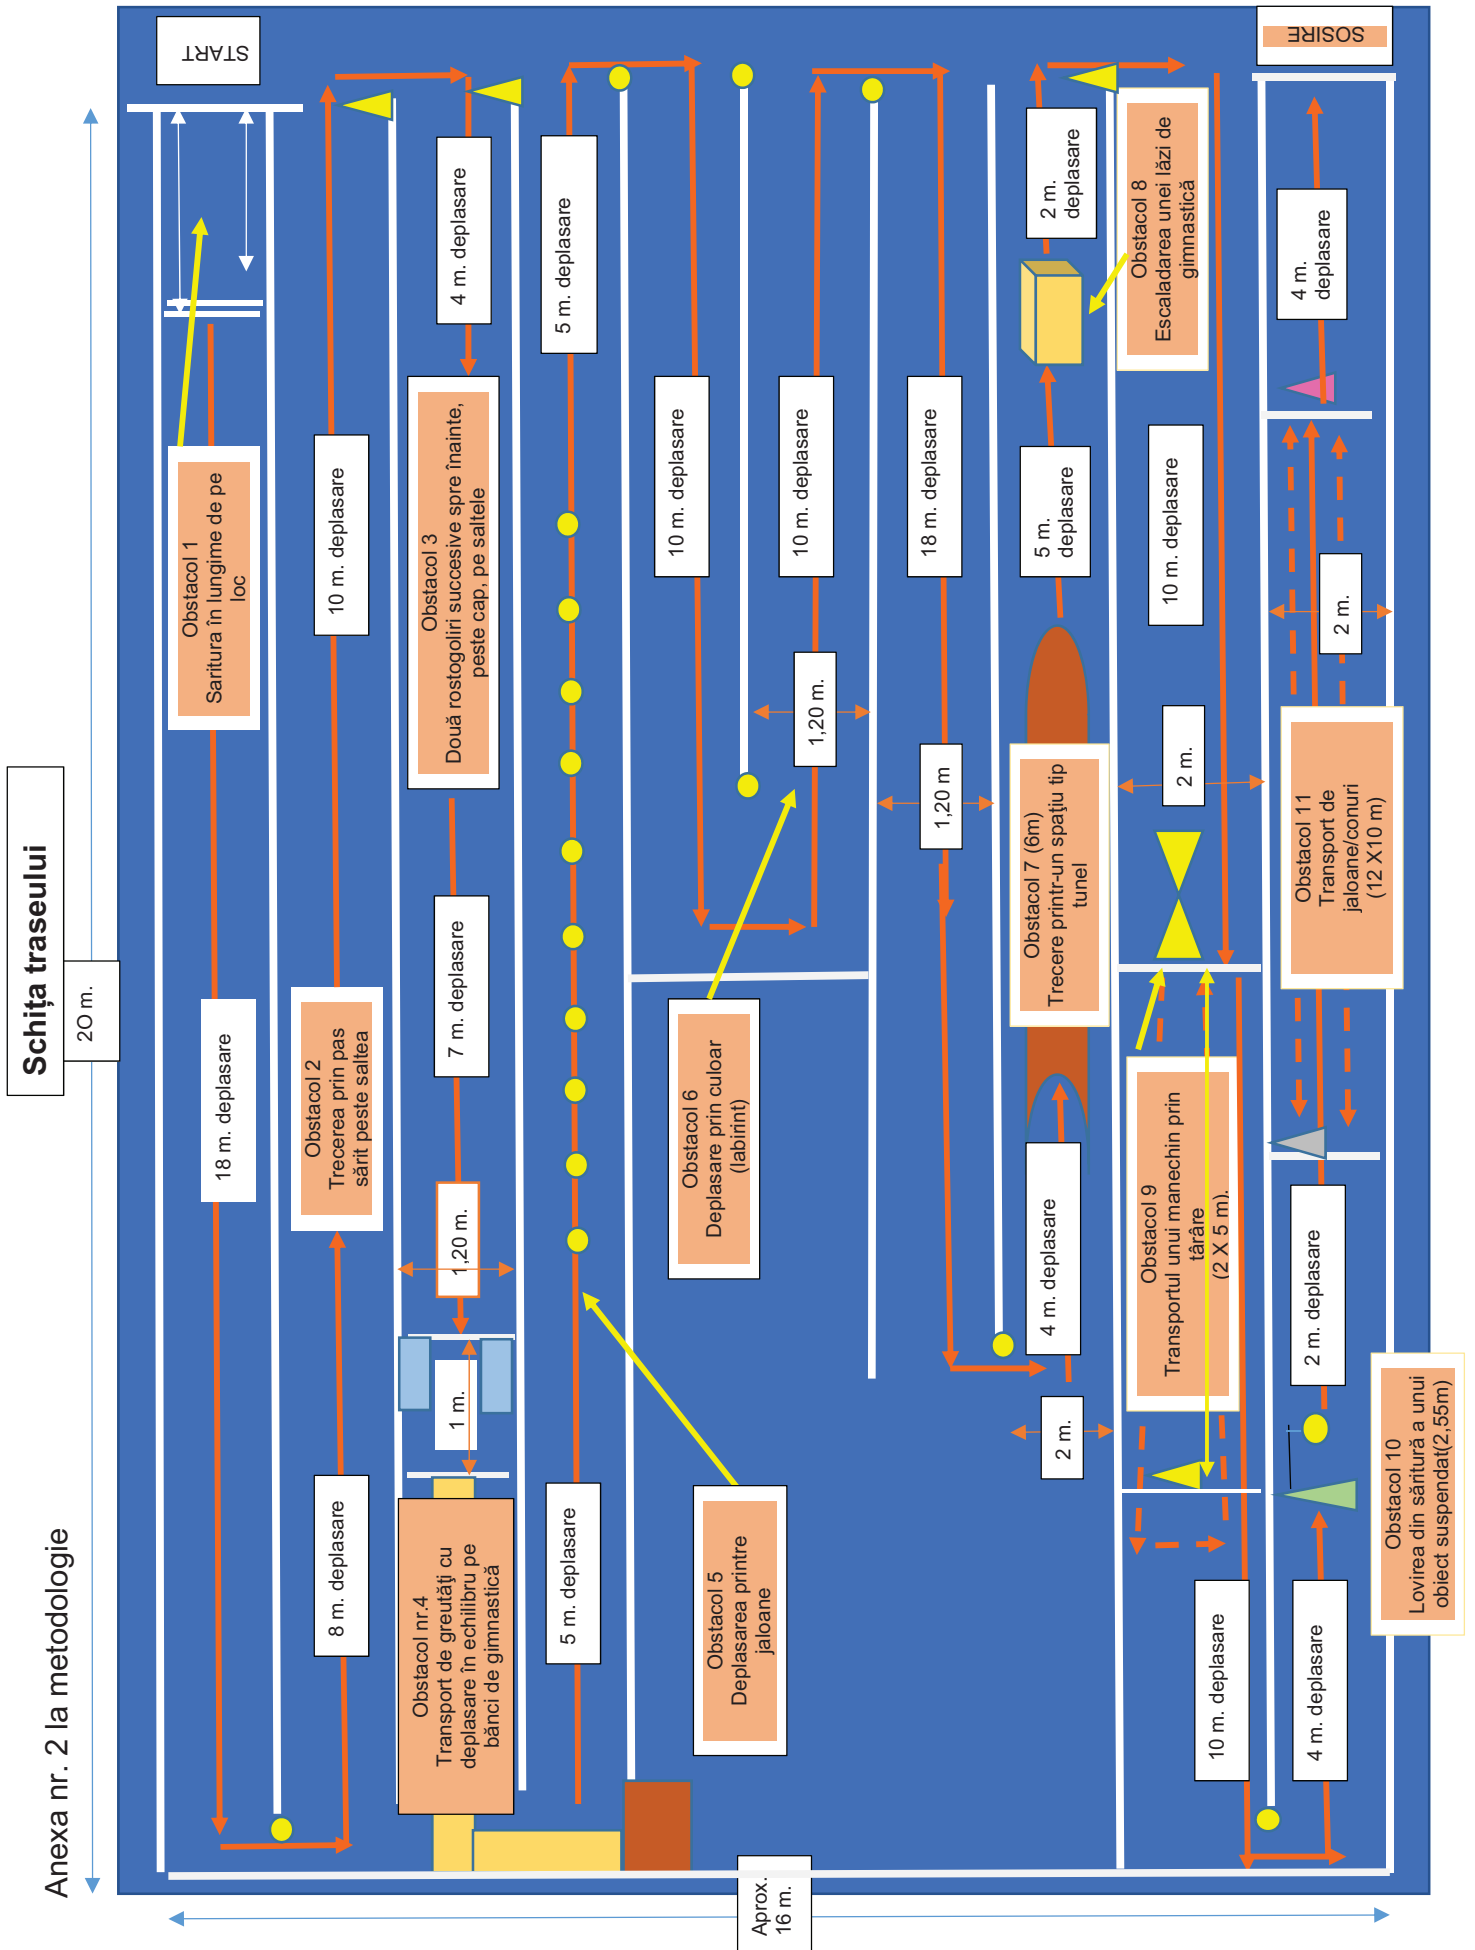 Anexa nr. 2 la metodologie
Schița traseului
2O m.
START
Obstacol 1
Saritura în lungime de pe
loc
18 m. deplasare
8 m. deplasare
Obstacol 2
Trecerea prin pas
sărit peste saltea
10 m. deplasare
4 m. deplasare
Obstacol 3
Două rostogoliri succesive spre înainte,
peste cap, pe saltele
7 m. deplasare
1,20 m.
1 m.
Obstacol nr.4
Transport de greutăți cu
deplasare în echilibru pe
bănci de gimnastică
5 m. deplasare
Obstacol 5
Deplasarea printre
jaloane
5 m. deplasare
10 m. deplasare
Obstacol 6
Deplasare prin culoar
(labirint)
1,20 m.
10 m. deplasare
18 m. deplasare
1,20 m
4 m. deplasare
2 m.
Obstacol 7 (6m)
Trecere printr-un spațiu tip
tunel
5 m.
deplasare
2 m.
deplasare
Obstacol 8
Escaladarea unei lăzi de
gimnastică
10 m. deplasare
2 m.
Obstacol 9
Transportul unui manechin prin
târâre
(2 X 5 m).
10 m. deplasare
4 m. deplasare
Obstacol 10
Lovirea din săritură a unui
obiect suspendat(2,55m)
2 m. deplasare
Obstacol 11
Transport de
jaloane/conuri
(12 X10 m)
2 m.
4 m.
deplasare
SOSIRE
Aprox.
16 m.